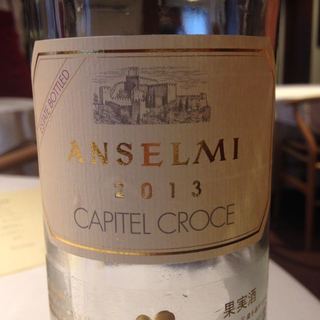 ESTATE BOTTLED
ANSELMI
2013
CAPITEL CROCE
果実酒